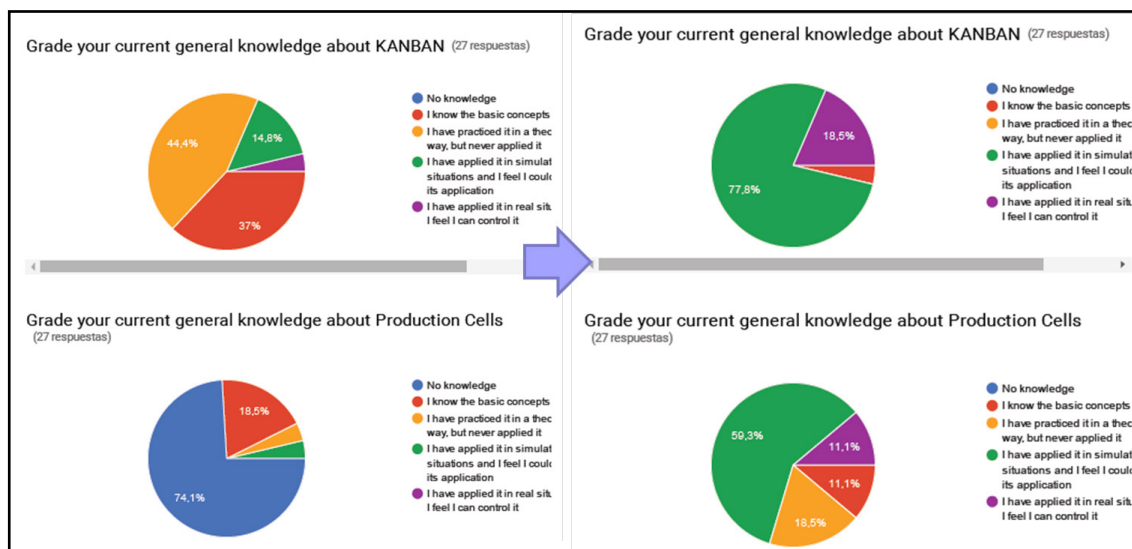 Grade your current general knowledge about KANBAN (27 respuestas)
44,4%
14,8%
37%
No knowledge
I know the basic concepts
I have practiced it in a theo
way, but never applied it
I have applied it in simulat
situations and I feel I could
its application
I have applied it in real situ
I feel I can control it
Grade your current general knowledge about KANBAN (27 respuestas)
18,5%
77,8%
No knowledge
I know the basic concepts
I have practiced it in a theo
way, but never applied it
I have applied it in simulat
situations and I feel I could
its application
I have applied it in real situ
I feel I can control it
Grade your current general knowledge about Production Cells
(27 respuestas)
18,5%
74,1%
No knowledge
I know the basic concepts
I have practiced it in a theo
way, but never applied it
I have applied it in simulat
situations and I feel I could
its application
I have applied it in real situ
I feel I can control it
Grade your current general knowledge about Production Cells
(27 respuestas)
59,3%
11,1%
11,1%
18,5%
No knowledge
I know the basic concepts
I have practiced it in a theo
way, but never applied it
I have applied it in simulat
situations and I feel I could
its application
I have applied it in real situ
I feel I can control it